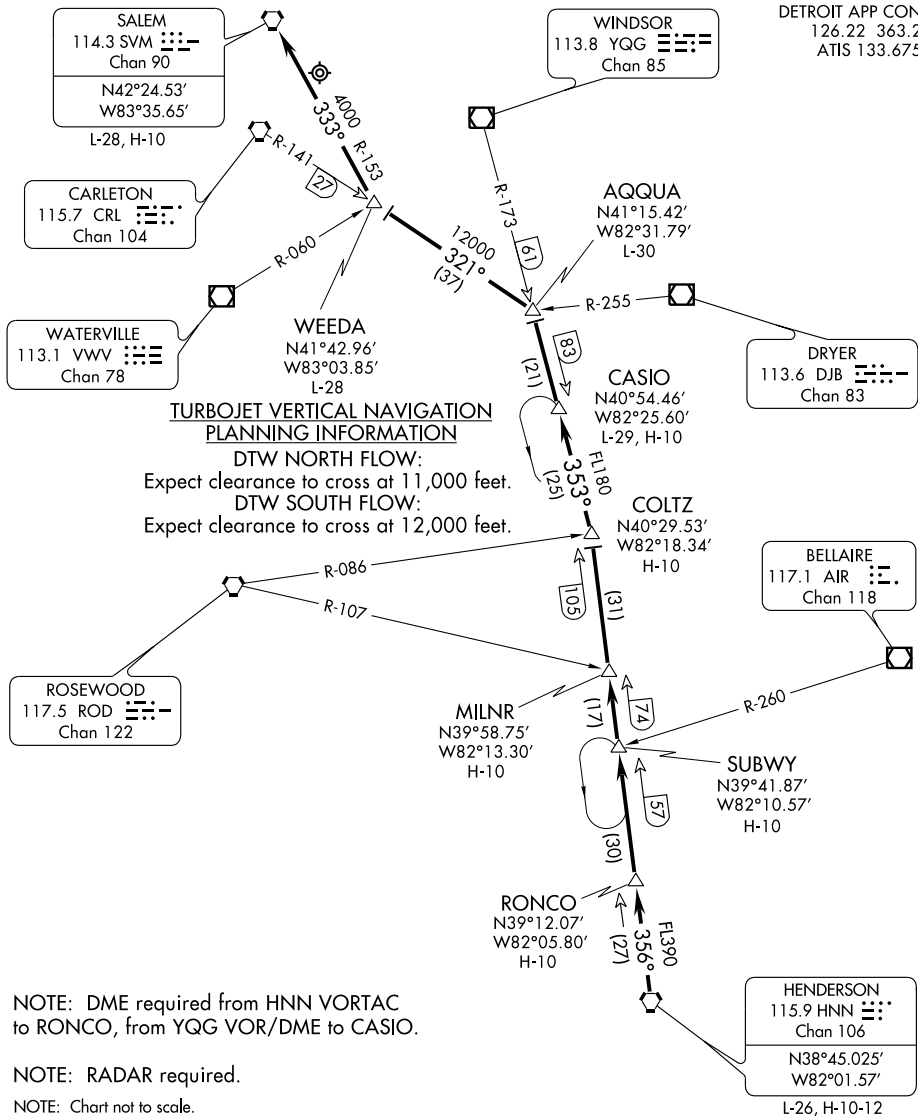 SALEM
114.3 SVM
Chan 90
N42°24.53'
W83°35.65'
L-28, H-10
WINDSOR
113.8 YQG
Chan 85
DETROIT APP CON
126.22 363.2
ATIS 133.675
4000
333°
R-153
R-141
27
CARLETON
115.7 CRL
Chan 104
R-060
R-173
61
AQQUA
N41°15.42'
W82°31.79'
L-30
12000
321°
(37)
R-255
WATERVILLE
113.1 VWV
Chan 78
WEEDA
N41°42.96'
W83°03.85'
L-28
83
(21)
DRYER
113.6 DJB
Chan 83
CASIO
N40°54.46'
W82°25.60'
L-29, H-10
TURBOJET VERTICAL NAVIGATION
PLANNING INFORMATION
DTW NORTH FLOW:
Expect clearance to cross at 11,000 feet.
DTW SOUTH FLOW:
Expect clearance to cross at 12,000 feet.
FL180
353°
(25)
COLTZ
N40°29.53'
W82°18.34'
H-10
R-086
R-107
105
(31)
BELLAIRE
117.1 AIR
Chan 118
ROSEWOOD
117.5 ROD
Chan 122
MILNR
N39°58.75'
W82°13.30'
H-10
(17)
74
R-260
SUBWY
N39°41.87'
W82°10.57'
H-10
57
(30)
RONCO
N39°12.07'
W82°05.80'
H-10
FL390
356°
(27)
HENDERSON
115.9 HNN
Chan 106
N38°45.025'
W82°01.57'
L-26, H-10-12
NOTE: DME required from HNN VORTAC
to RONCO, from YQG VOR/DME to CASIO.
NOTE: RADAR required.
NOTE: Chart not to scale.